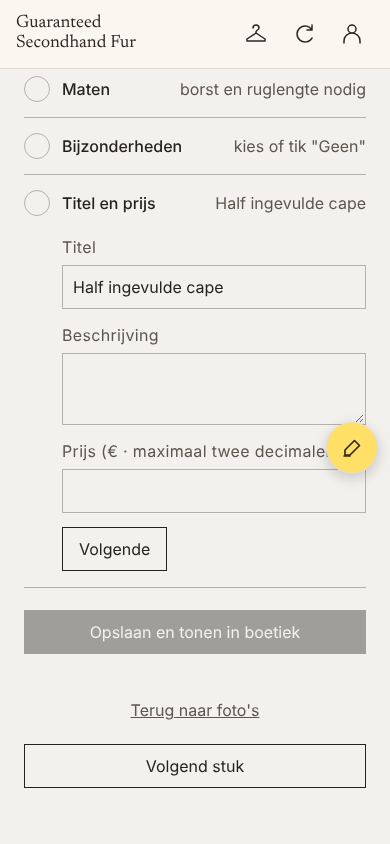 Guaranteed
Secondhand Fur
Maten borst en ruglengte nodig
Bijzonderheden kies of tik "Geen"
Titel en prijs Half ingevulde cape
Titel
Half ingevulde cape
Beschrijving
Prijs (€ · maximaal twee
Volgende
Opslaan en tonen in boetiek
Terug naar foto's
Volgend stuk